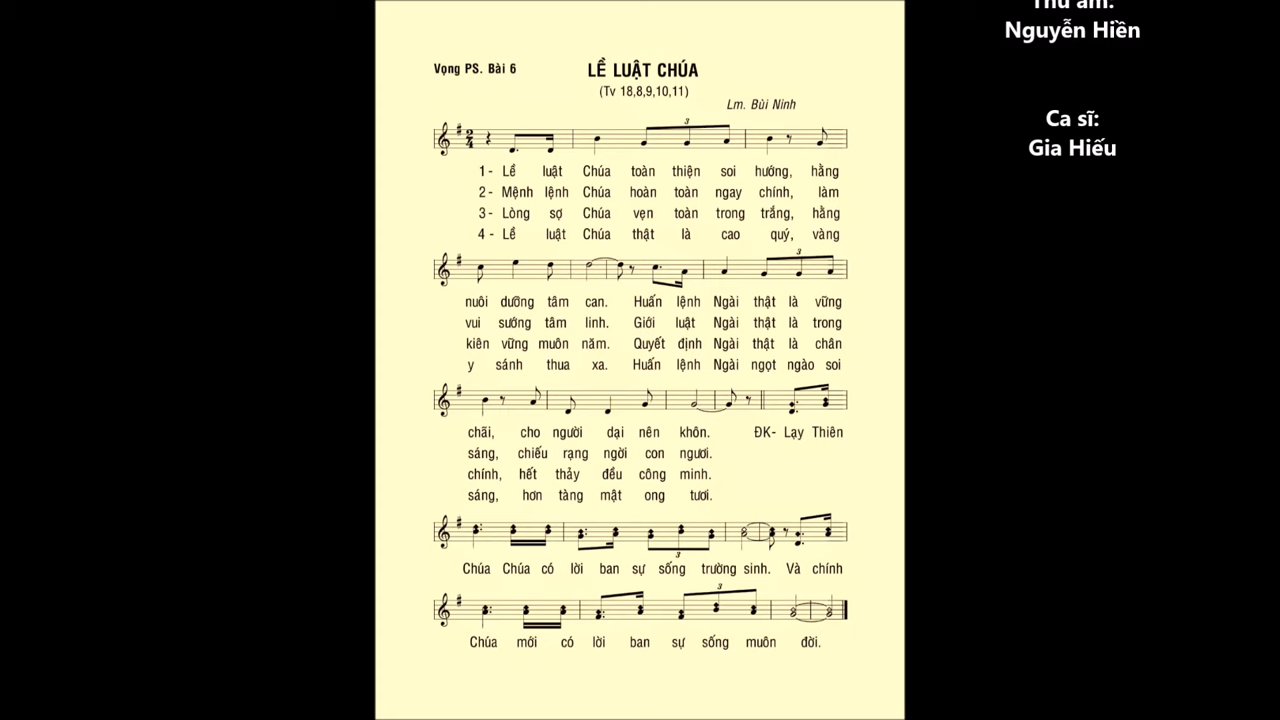 Thu âm:
Nguyễn Hiền
Ca sĩ:
Gia Hiếu
Vọng PS. Bài 6
LỀ LUẬT CHÚA
(Tv 18,8,9,10,11)
Lm. Bùi Ninh
1- Lề luật Chúa toàn thiện soi hướng, hằng
2- Mệnh lệnh Chúa hoàn toàn ngay chính, làm
3- Lòng sợ Chúa vẹn toàn trong trắng, hằng
4- Lề luật Chúa thật là cao quý, vàng
nuôi dưỡng tâm can. Huấn lệnh Ngài thật là vững
vui sướng tâm linh. Giới luật Ngài thật là trong
kiên vững muôn năm. Quyết định Ngài thật là chân
y sánh thua xa. Huấn lệnh Ngài ngọt ngào soi
chãi, cho người dại nên khôn. ĐK- Lạy Thiên
sáng, chiếu rạng ngời con ngươi.
chính, hết thảy đều công minh.
sáng, hơn tàng mật ong tươi.
Chúa Chúa có lời ban sự sống trường sinh. Và chính
Chúa mới có lời ban sự sống muôn đời.